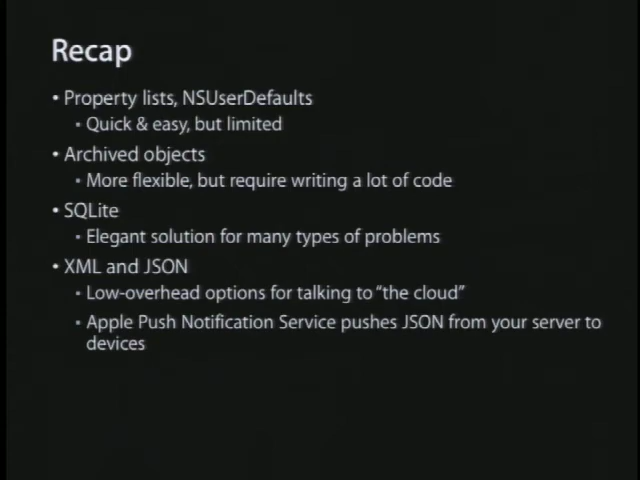 Recap
• Property lists, NSUserDefaults
• Quick & easy, but limited
• Archived objects
• More flexible, but require writing a lot of code
• SQLite
• Elegant solution for many types of problems
• XML and JSON
• Low-overhead options for talking to “the cloud”
• Apple Push Notification Service pushes JSON from your server to
devices